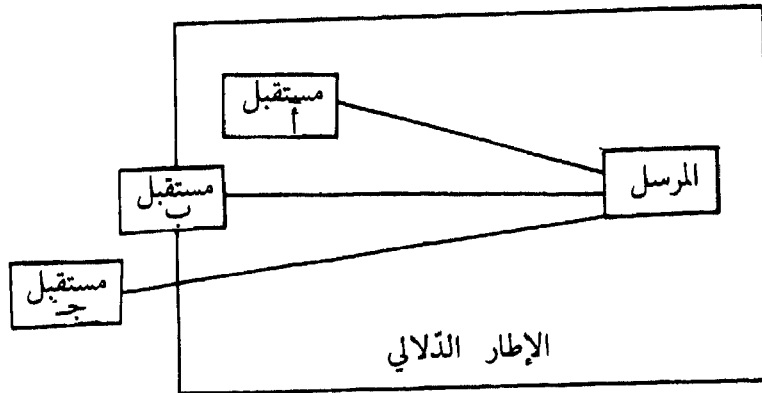 مستقبل
أ
المرسل
مستقبل
ب
مستقبل
جـ
الإطار الدّلالي